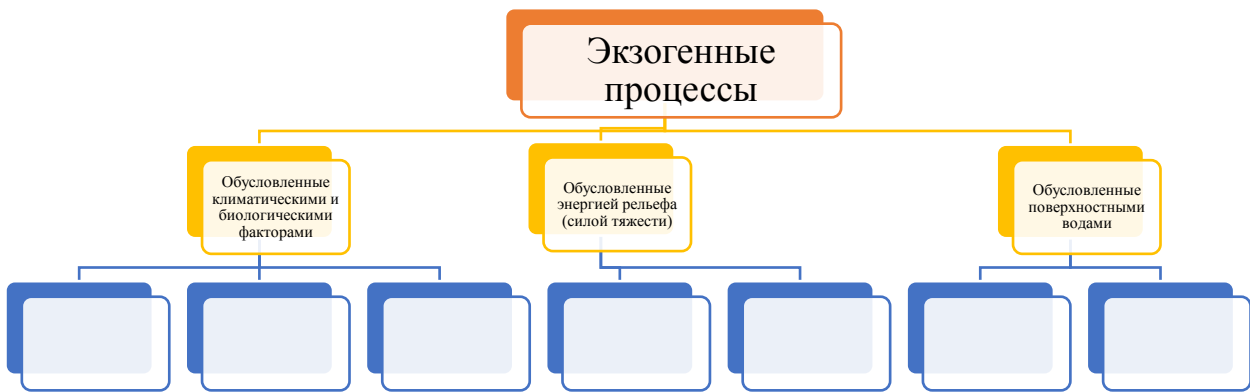 Экзогенные
процессы
Обусловленные
климатическими и
биологическими
факторами
Обусловленные
энергией рельефа
(силой тяжести)
Обусловленные
поверхностными
водами